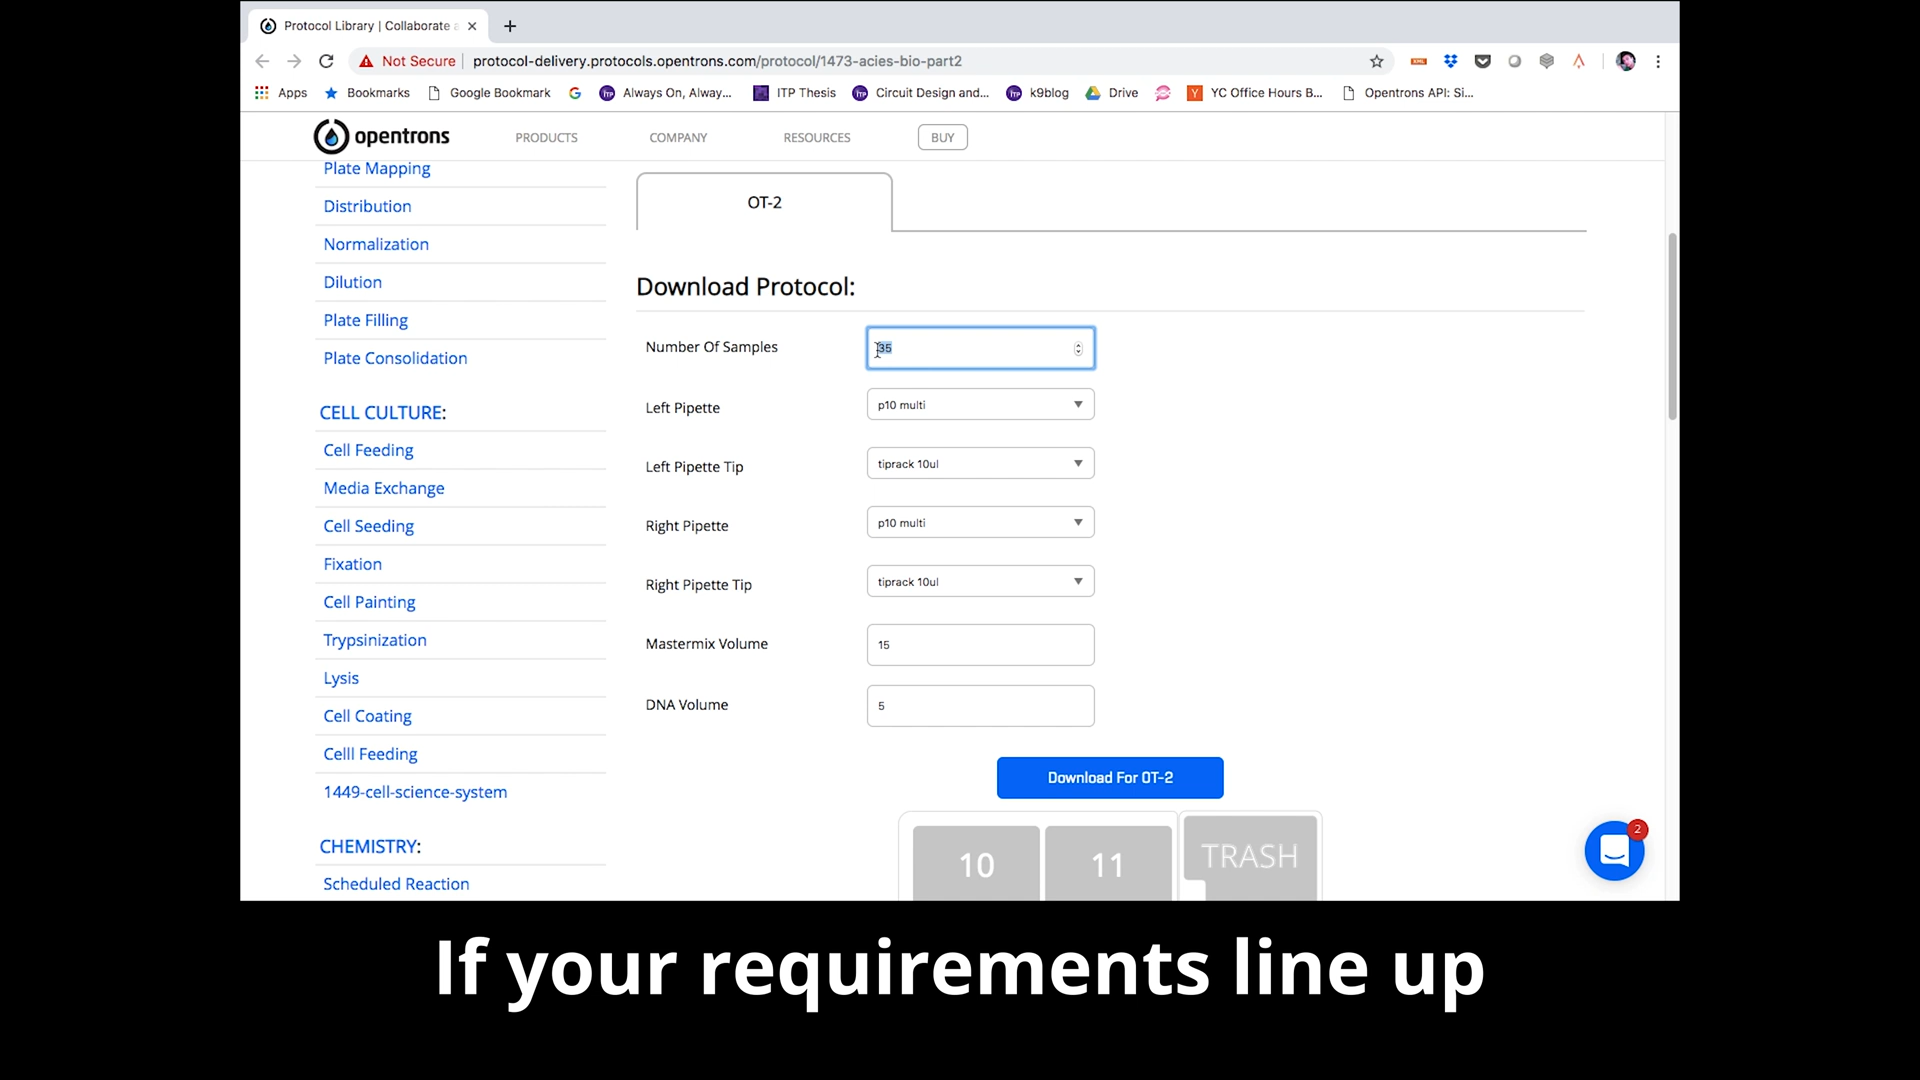 Protocol Library | Collaborate a
Not Secure
protocol-delivery.protocols.opentrons.com/protocol/1473-acies-bio-part2
Apps
Bookmarks
Google Bookmark
Always On, Alway...
ITP Thesis
Circuit Design and...
k9blog
Drive
YC Office Hours B...
Opentrons API: Si...
opentrons
PRODUCTS
COMPANY
RESOURCES
BUY
Plate Mapping
Distribution
Normalization
Dilution
Plate Filling
Plate Consolidation
CELL CULTURE:
Cell Feeding
Media Exchange
Cell Seeding
Fixation
Cell Painting
Trypsinization
Lysis
Cell Coating
Celll Feeding
1449-cell-science-system
CHEMISTRY:
Scheduled Reaction
OT-2
Download Protocol:
Number Of Samples
35
Left Pipette
p10 multi
Left Pipette Tip
tiprack 10ul
Right Pipette
p10 multi
Right Pipette Tip
tiprack 10ul
Mastermix Volume
15
DNA Volume
5
Download For OT-2
10
11
TRASH
2
If your requirements line up